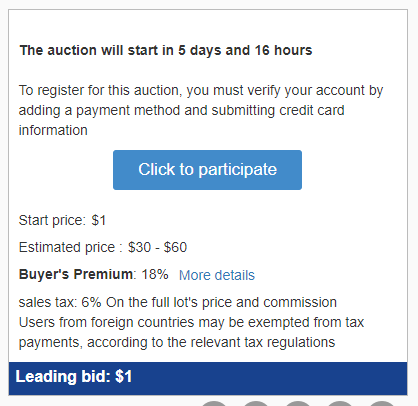 The auction will start in 5 days and 16 hours
To register for this auction, you must verify your account by
adding a payment method and submitting credit card
information
Click to participate
Start price: $1
Estimated price : $30 - $60
Buyer's Premium: 18% More details
sales tax: 6% On the full lot's price and commission
Users from foreign countries may be exempted from tax
payments, according to the relevant tax regulations
Leading bid: $1